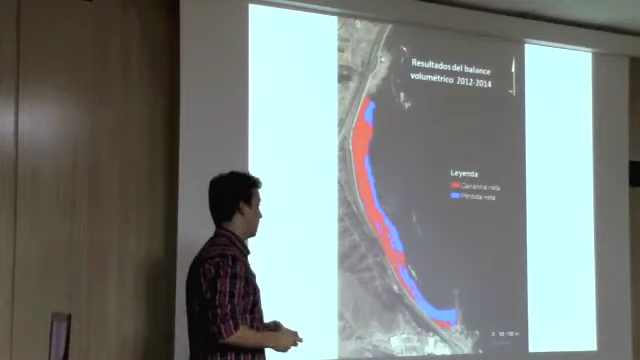 Resultados del balance
volumétrico 2012-2014
Leyenda
Ganancia neta
Pérdida neta